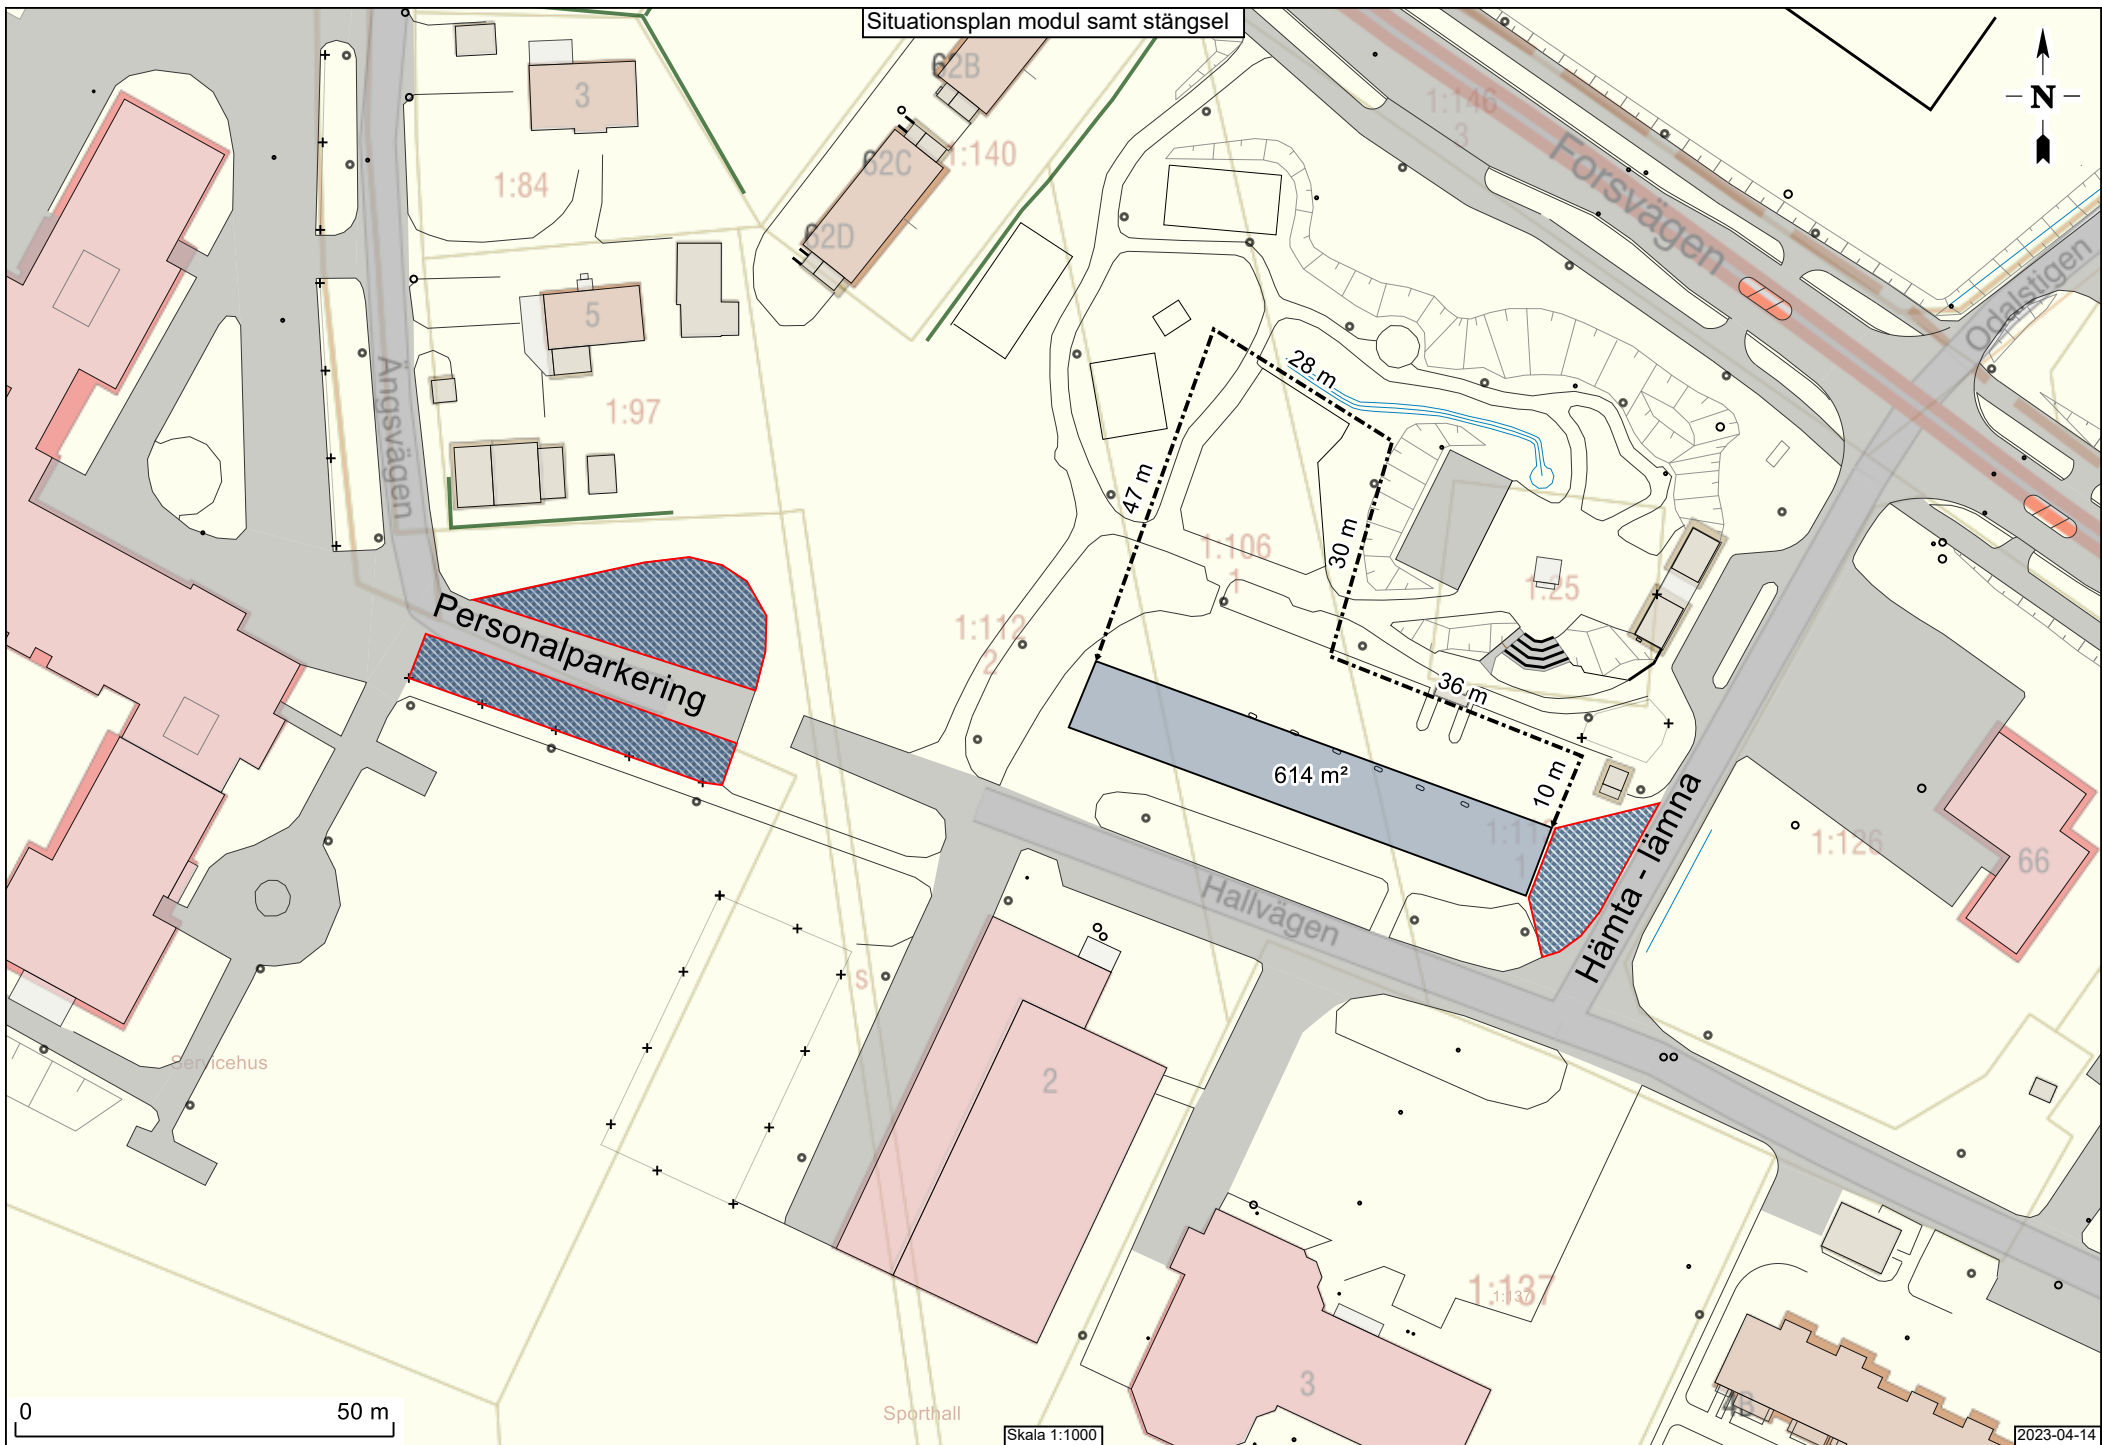 Situationsplan modul samt stängsel
N
62B
1:146
3
3
62C
1:140
Forsvägen
1:84
62D
Odalstigen
5
28 m
Ängsvägen
1:97
47 m
30 m
1:106
1
1:25
Personalparkering
1:112
2
36 m
614 m²
10 m
Hämta - lämna
1:126
66
Hallvägen
S
Servicehus
2
1:137
1:137
3
4B
0 50 m
Sporthall
Skala 1:1000
2023-04-14